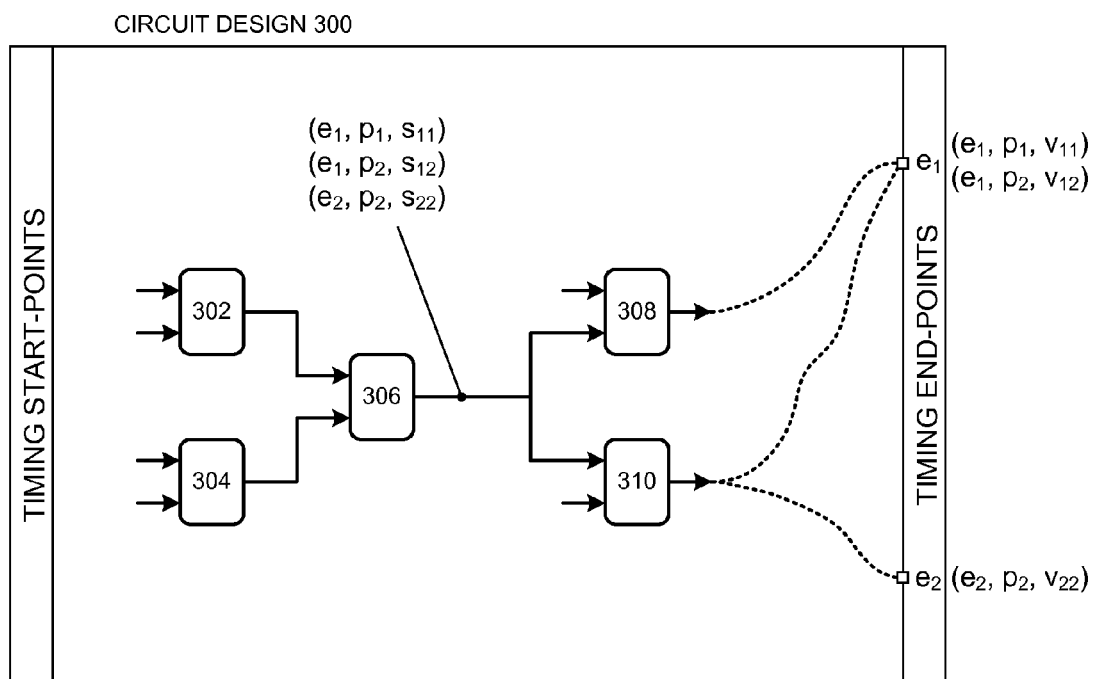 CIRCUIT DESIGN 300
(e₁, p₁, s₁₁)
(e₁, p₂, s₁₂)
(e₂, p₂, s₂₂)
e₁ (e₁, p₁, v₁₁)
(e₁, p₂, v₁₂)
TIMING START-POINTS
302
304
306
308
310
TIMING END-POINTS
e₂ (e₂, p₂, v₂₂)